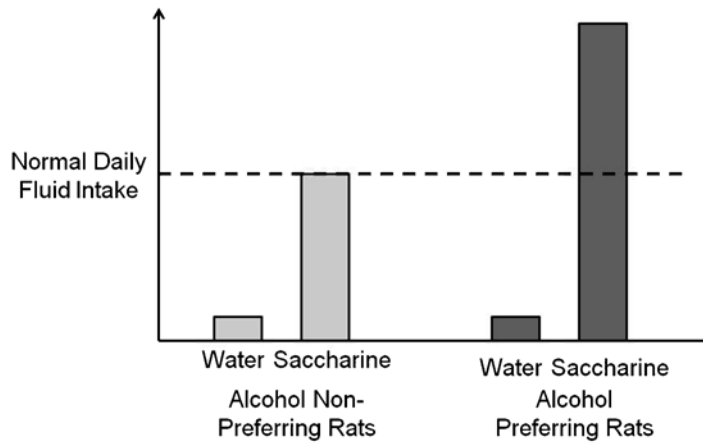 Normal Daily
Fluid Intake
Water Saccharine
Alcohol Non-
Preferring Rats
Water Saccharine
Alcohol
Preferring Rats